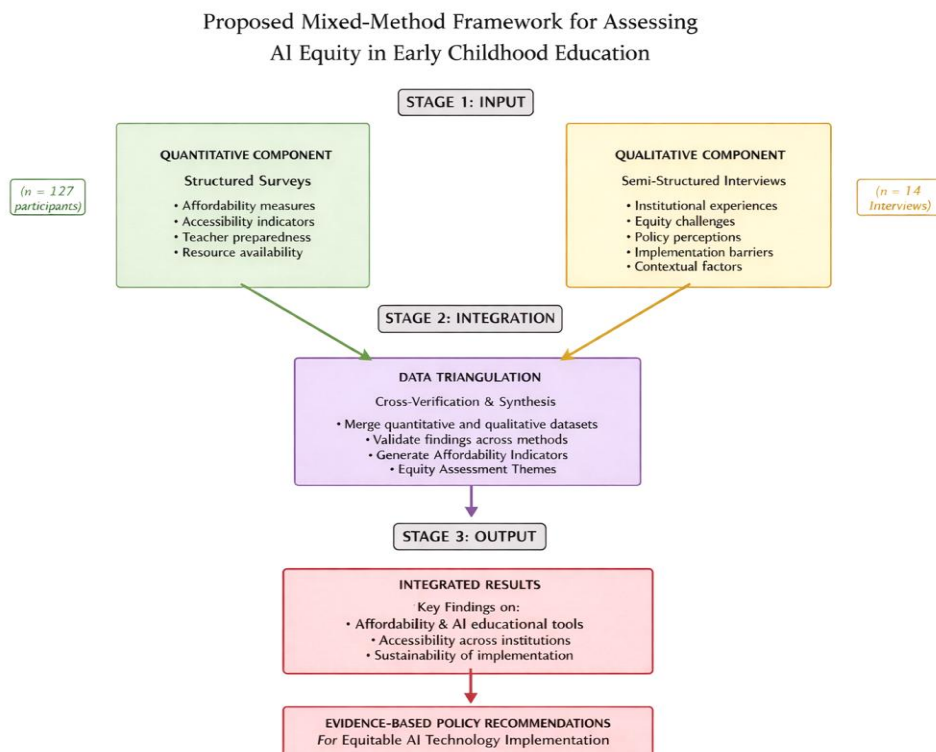 Proposed Mixed-Method Framework for Assessing
AI Equity in Early Childhood Education
STAGE 1: INPUT
QUANTITATIVE COMPONENT
Structured Surveys
• Affordability measures
• Accessibility indicators
• Teacher preparedness
• Resource availability
(n = 127
participants)
QUALITATIVE COMPONENT
Semi-Structured Interviews
• Institutional experiences
• Equity challenges
• Policy perceptions
• Implementation barriers
• Contextual factors
(n = 14
Interviews)
STAGE 2: INTEGRATION
DATA TRIANGULATION
Cross-Verification & Synthesis
• Merge quantitative and qualitative datasets
• Validate findings across methods
• Generate Affordability Indicators
• Equity Assessment Themes
STAGE 3: OUTPUT
INTEGRATED RESULTS
Key Findings on:
• Affordability & AI educational tools
• Accessibility across institutions
• Sustainability of implementation
EVIDENCE-BASED POLICY RECOMMENDATIONS
For Equitable AI Technology Implementation